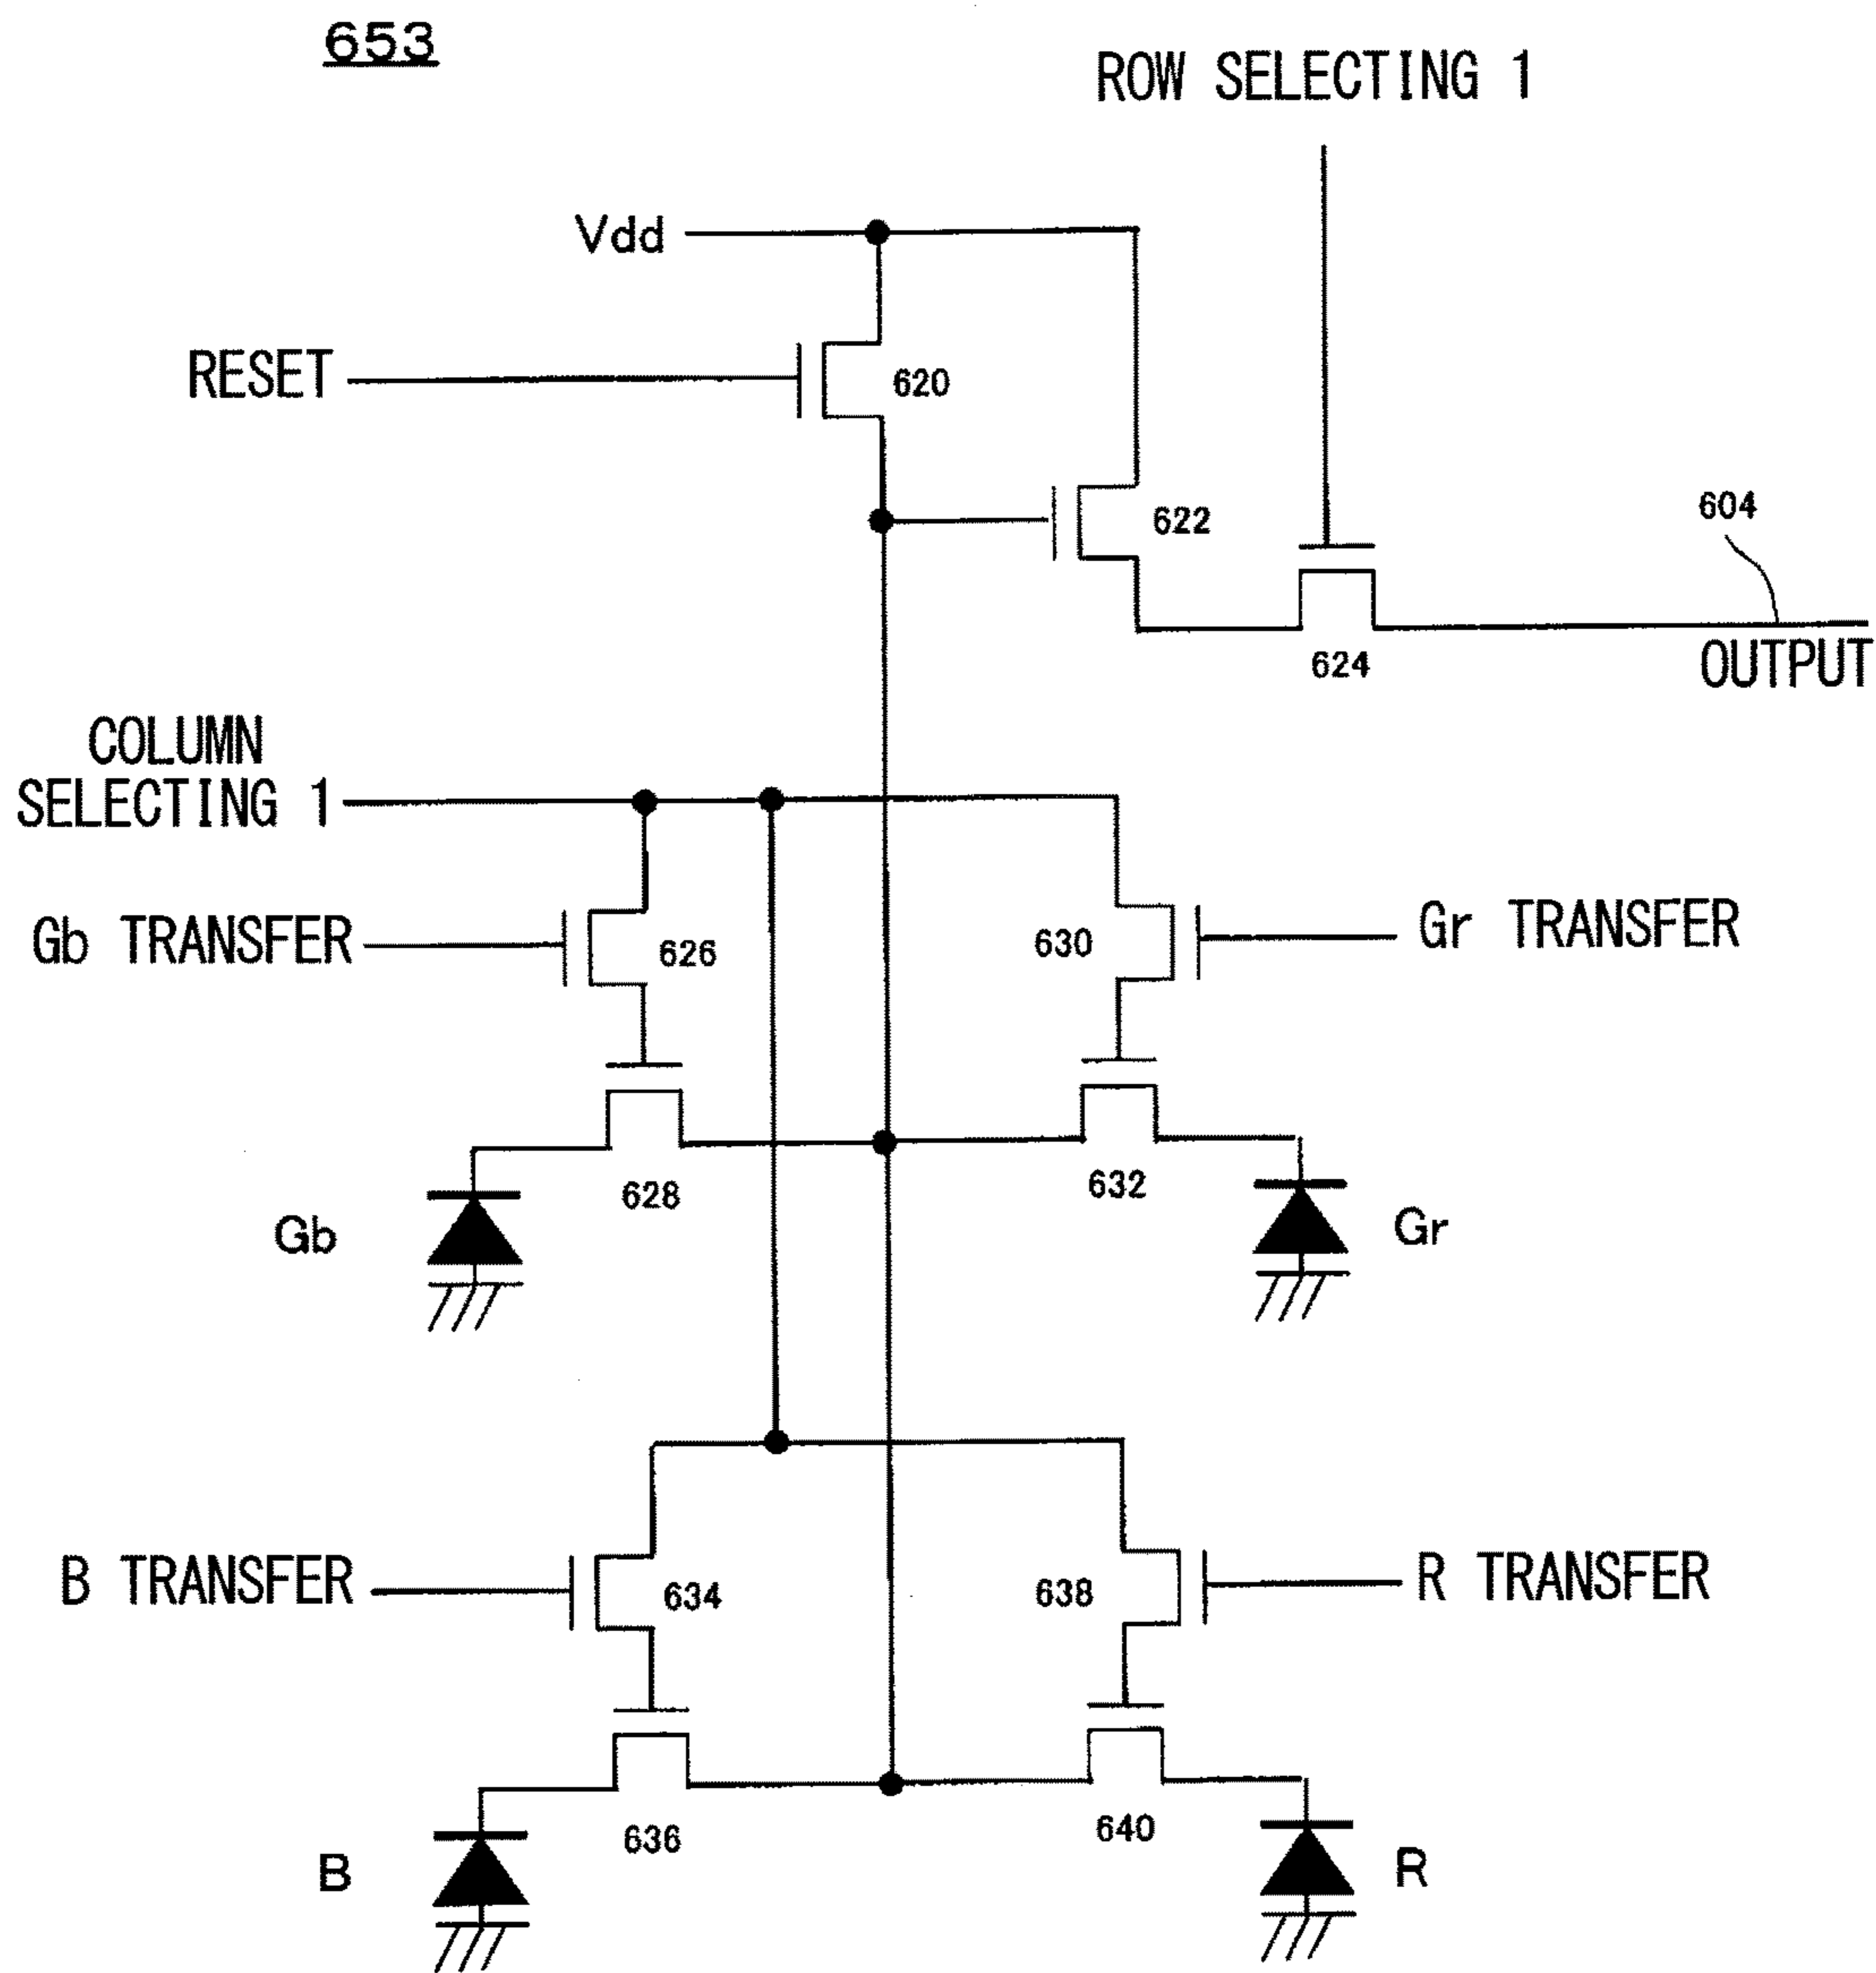 653
ROW SELECTING 1
Vdd
RESET
620
622
604
624
OUTPUT
COLUMN
SELECTING 1
Gb TRANSFER
626
630
Gr TRANSFER
628
632
Gb
Gr
B TRANSFER
634
638
R TRANSFER
636
640
B
R